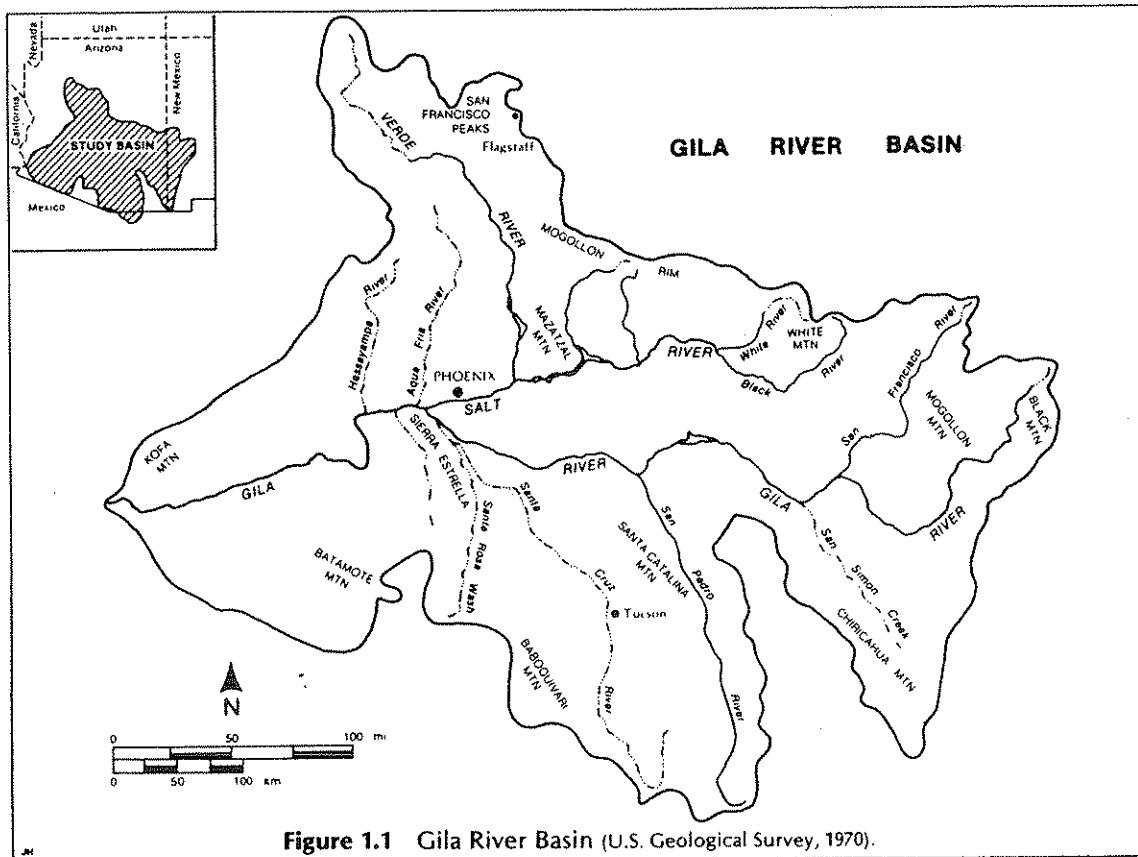 Utah
Arizona
Nevada
California
New Mexico
STUDY BASIN
Mexico
GILA RIVER BASIN
SAN
FRANCISCO
PEAKS
Flagstaff
VERDE
RIVER
MOGOLLON
RIM
Hassayampa River
Aqua Fria River
MAZATZAL
MTN
PHOENIX
SALT
RIVER
White River
WHITE
MTN
Black River
San Francisco River
MOGOLLON
MTN
BLACK
MTN
KOFA
MTN
GILA
SIERRA ESTRELLA
RIVER
GILA
RIVER
Santa Rosa Wash
Santa Cruz River
SANTA CATALINA
MTN
San Pedro River
San Simon Creek
CHIRICAHUA MTN
BATAMOTE
MTN
Tucson
BABOQUIVARI
MTN
N
0 50 100 mi
0 50 100 km
Figure 1.1 Gila River Basin (U.S. Geological Survey, 1970).
JH